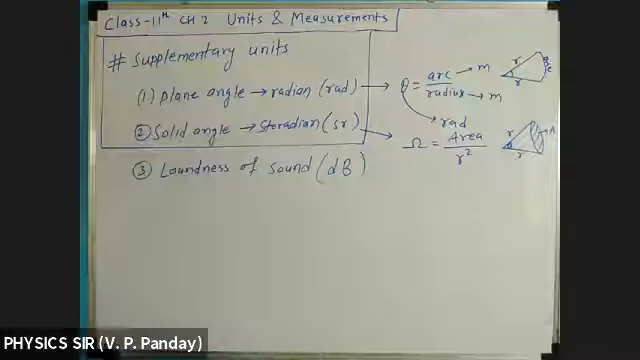 Class-11th CH 2 Units & Measurements
# Supplementary units
(1) Plane angle → radian (rad) → θ = arc → m
radius → m
rad
② Solid angle → Steradian (sr) → Ω = Area
r²
③ Loundness of sound (dB)
r
r
arc
r
r
A
PHYSICS SIR (V. P. Panday)